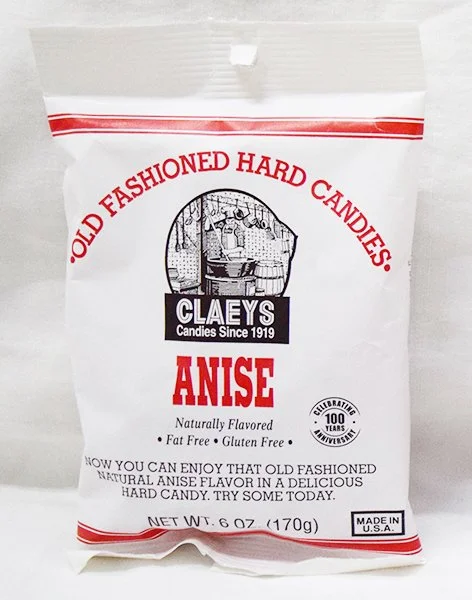 •OLD FASHIONED HARD CANDIES•
CLAEYS
Candies Since 1919
ANISE
Naturally Flavored
• Fat Free • Gluten Free •
CELEBRATING
100
YEARS
ANNIVERSARY
NOW YOU CAN ENJOY THAT OLD FASHIONED
NATURAL ANISE FLAVOR IN A DELICIOUS
HARD CANDY. TRY SOME TODAY.
NET WT. 6 OZ. (170g)
MADE IN
U.S.A.